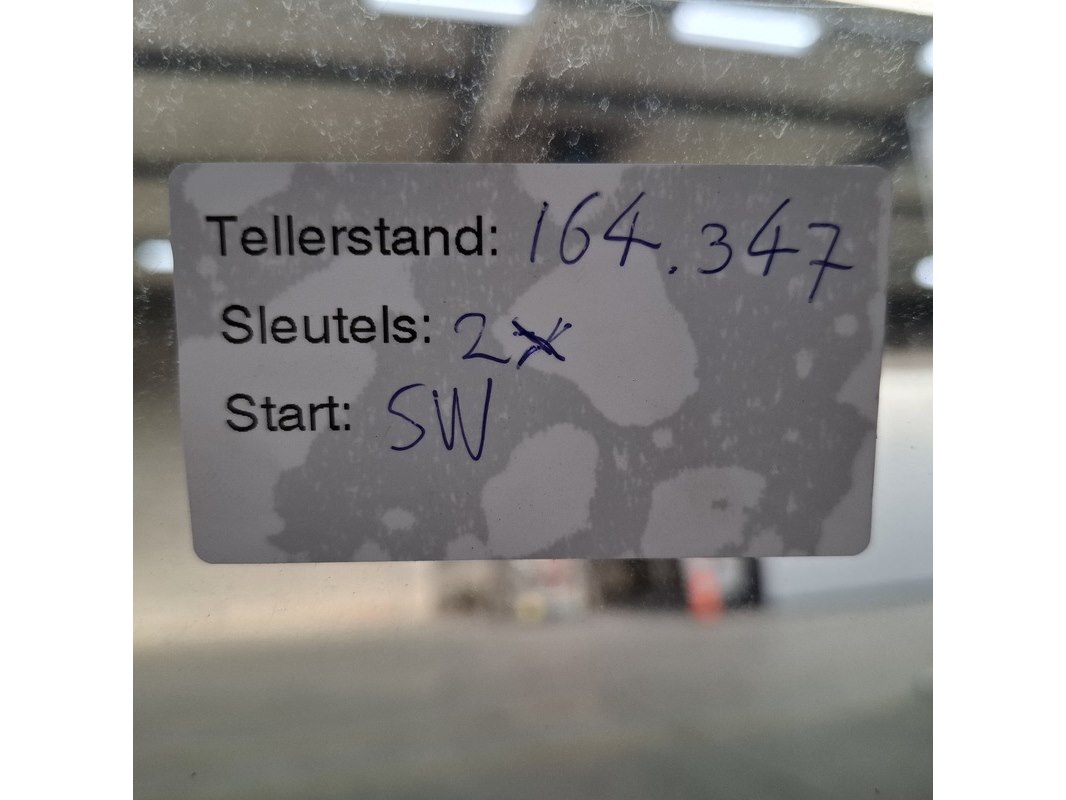 Tellerstand: 164.347
Sleutels: 2x
Start: SW